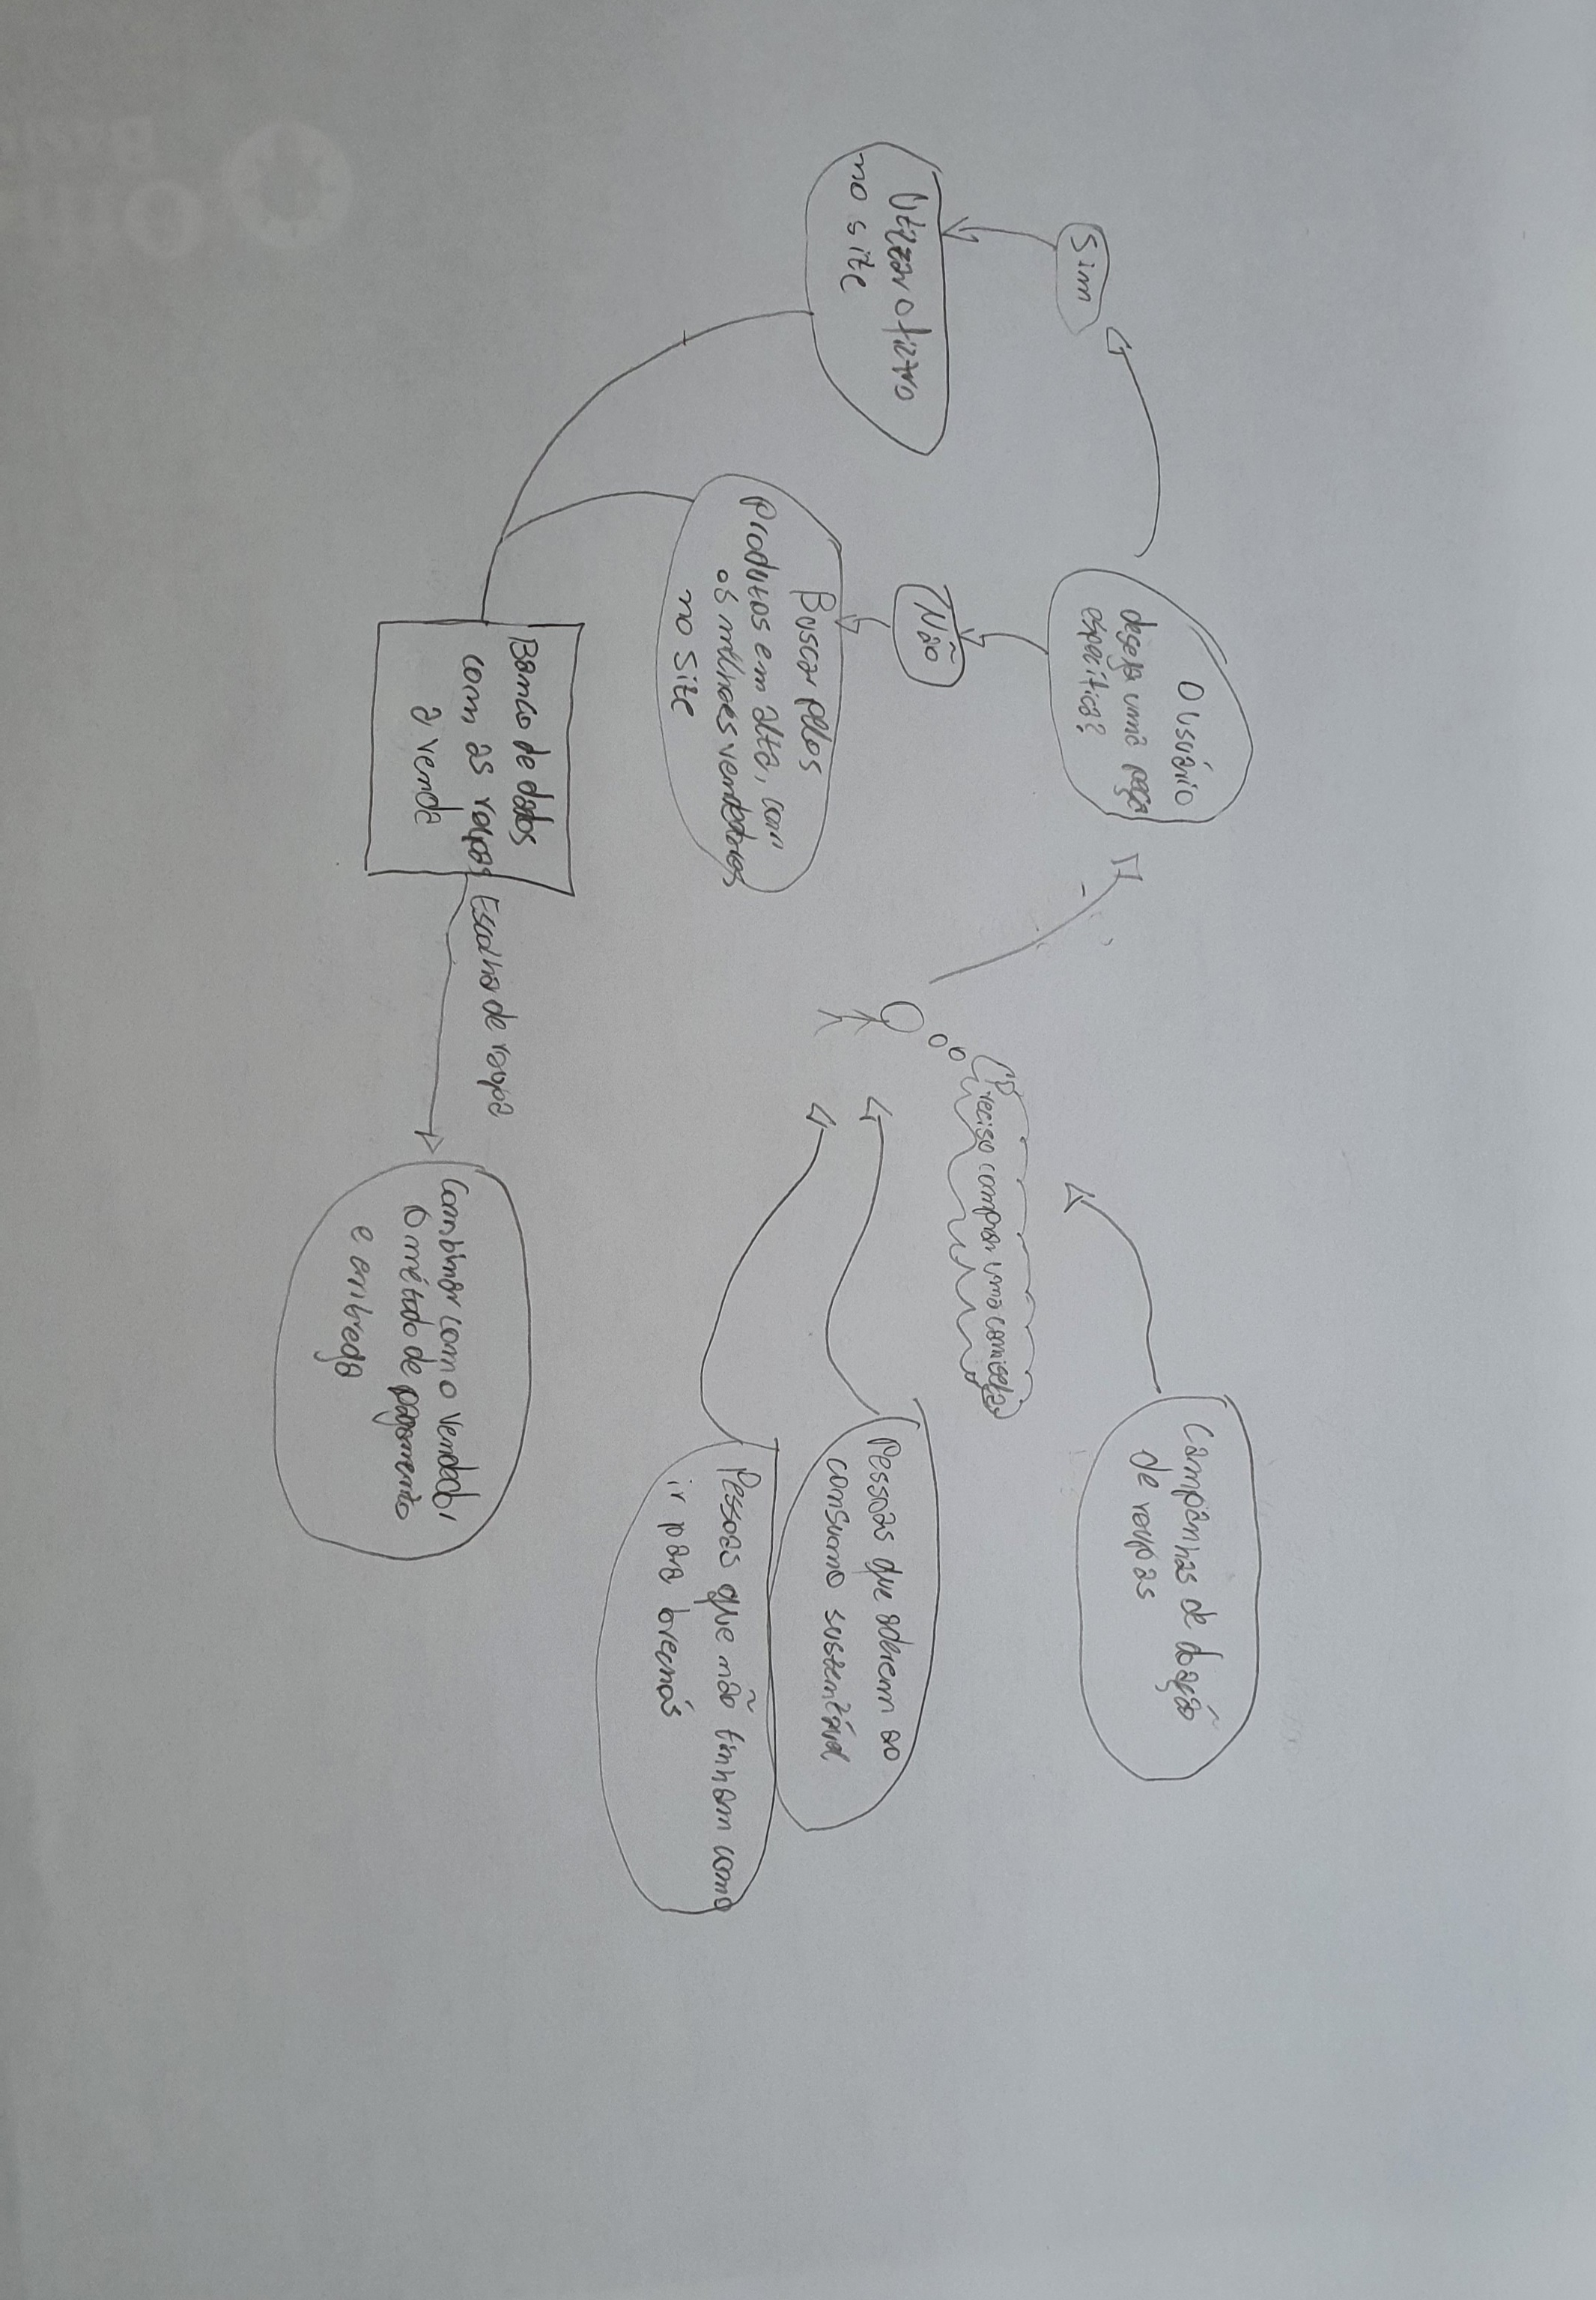 O usuário
deseja uma peça
específica?
Sim
Não
Utilizar o filtro
no site
Buscar pelos
produtos em alta, com
os milhoes vendedores
no site
Banco de dados
com as roupas
à venda
Escolha de roupa
Combinar com o vendedor
o método de pagamento
e entrega
Preciso comprar uma camiseta
Campanhas de doação
de roupas
Pessoas que aderem ao
consumo sustentável
Pessoas que não tinham como
ir para brechós